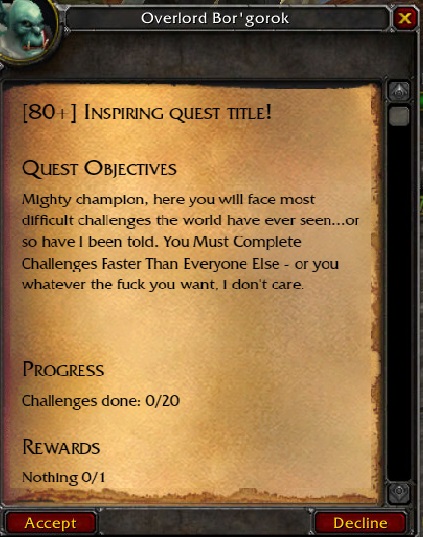 Overlord Bor'gorok
[80+] Inspiring quest title!
Quest Objectives
Mighty champion, here you will face most
difficult challenges the world have ever seen...or
so have I been told. You Must Complete
Challenges Faster Than Everyone Else - or you
whatever the fuck you want, I don't care.
Progress
Challenges done: 0/20
Rewards
Nothing 0/1
Accept
Decline